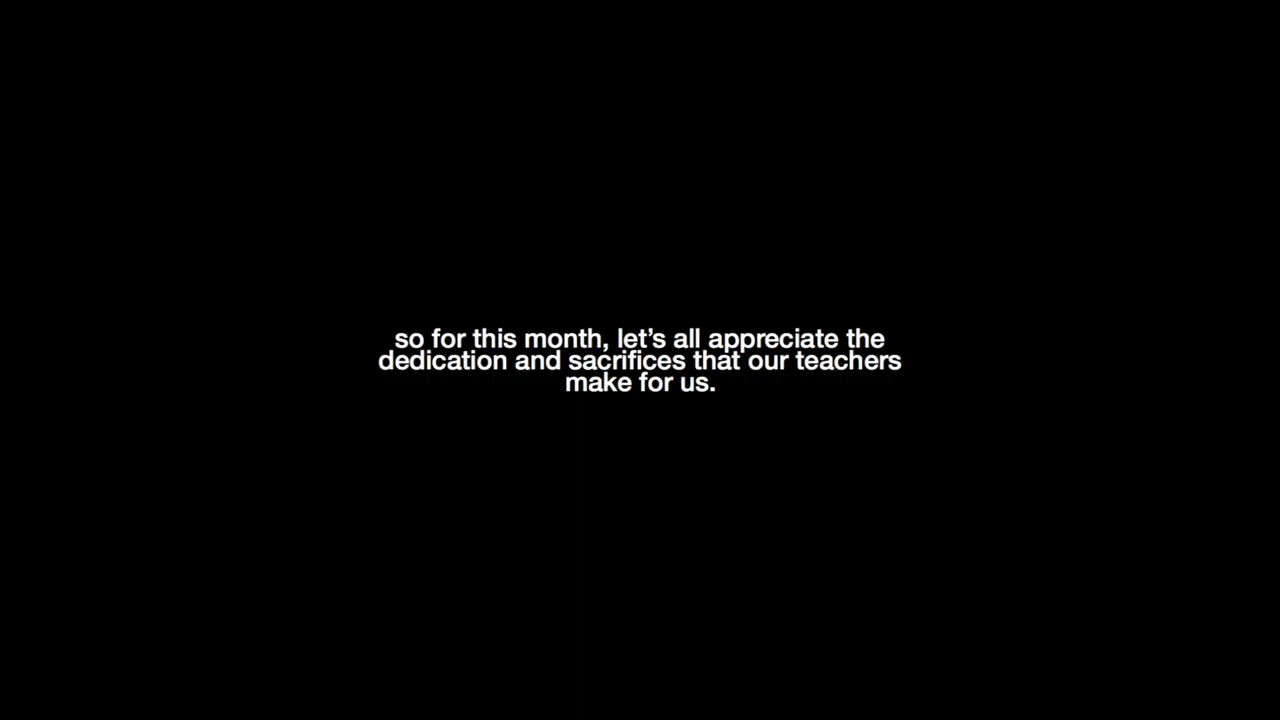 so for this month, let’s all appreciate the
dedication and sacrifices that our teachers
make for us.